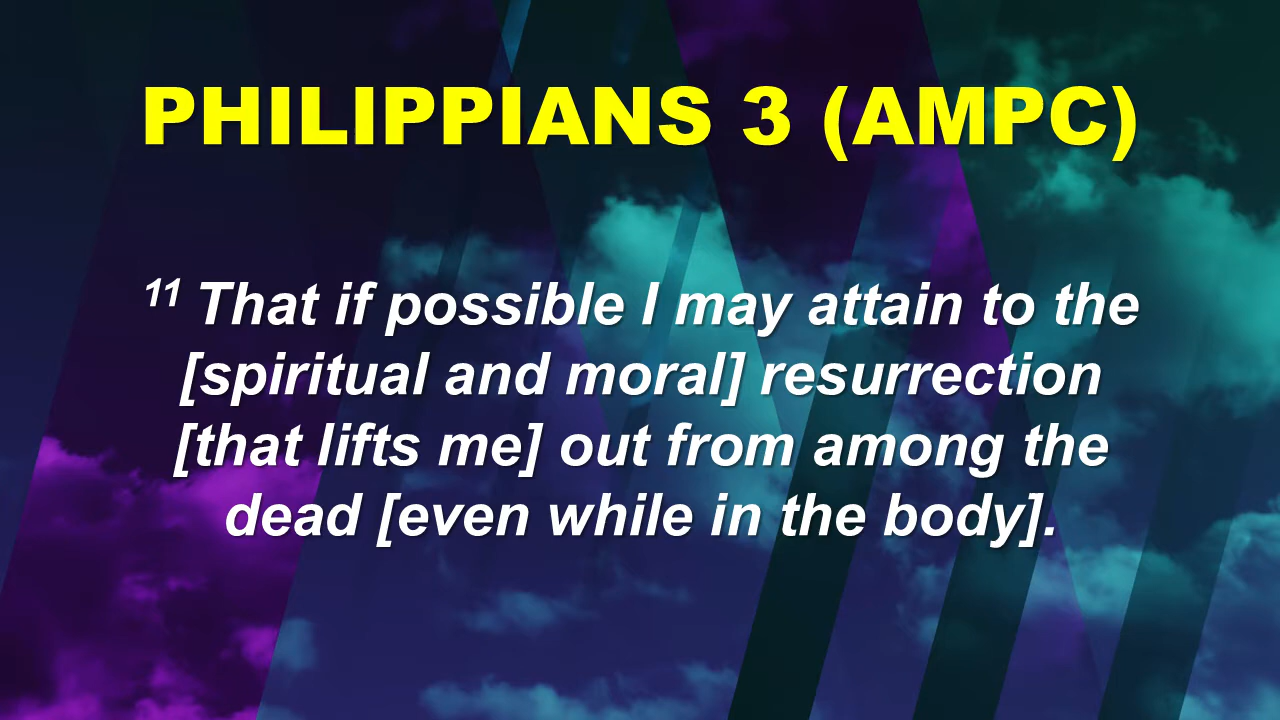 PHILIPPIANS 3 (AMPC)
11 That if possible I may attain to the
[spiritual and moral] resurrection
[that lifts me] out from among the
dead [even while in the body].